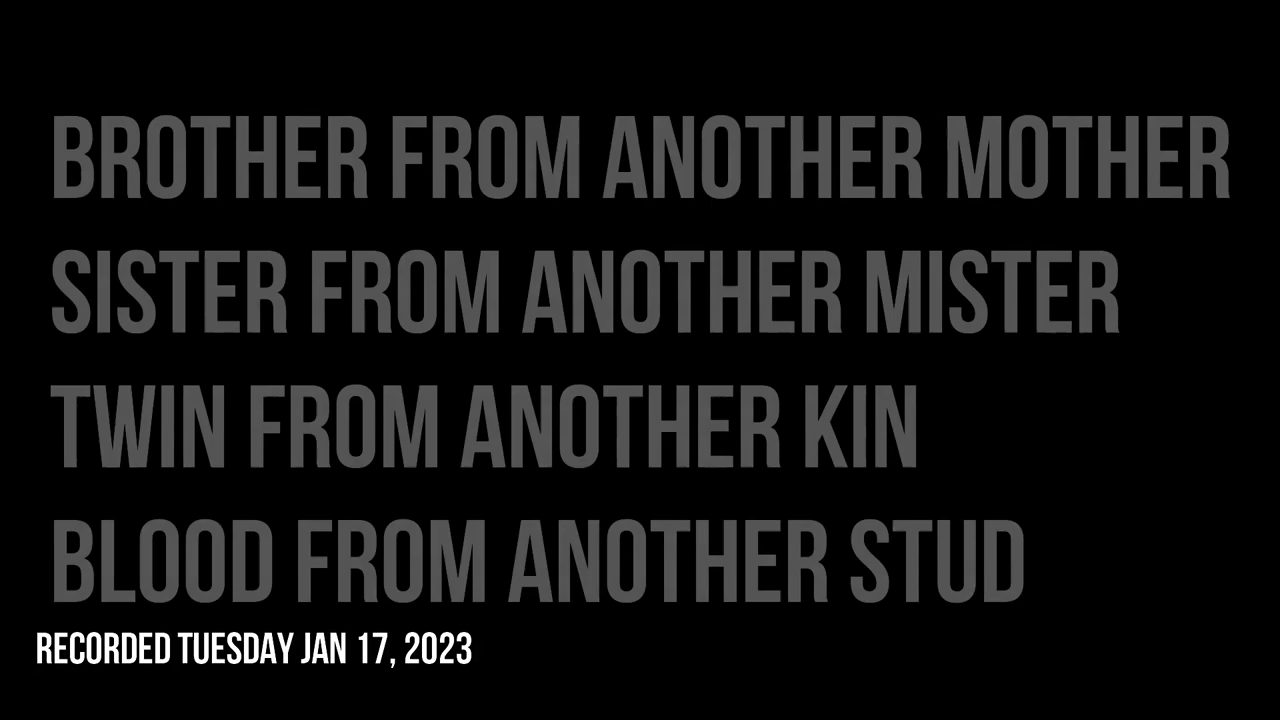 BROTHER FROM ANOTHER MOTHER
SISTER FROM ANOTHER MISTER
TWIN FROM ANOTHER KIN
BLOOD FROM ANOTHER STUD
RECORDED TUESDAY JAN 17, 2023